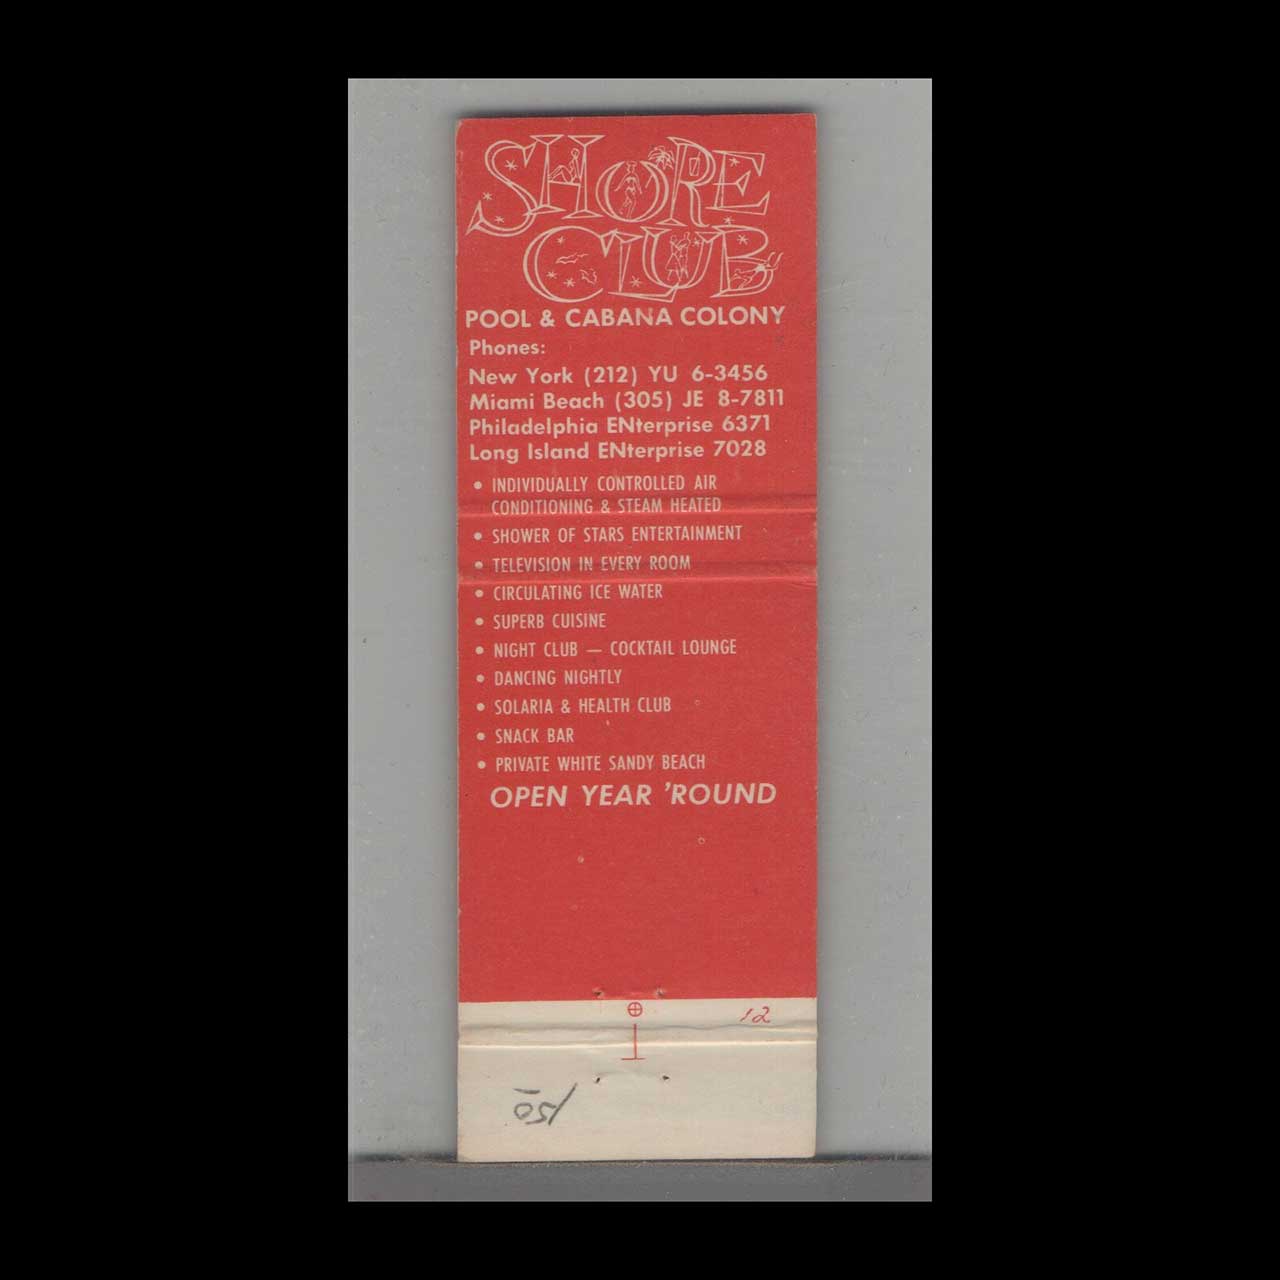 SHORE
CLUB
POOL & CABANA COLONY
Phones:
New York (212) YU 6-3456
Miami Beach (305) JE 8-7811
Philadelphia ENterprise 6371
Long Island ENterprise 7028
• INDIVIDUALLY CONTROLLED AIR
CONDITIONING & STEAM HEATED
• SHOWER OF STARS ENTERTAINMENT
• TELEVISION IN EVERY ROOM
• CIRCULATING ICE WATER
• SUPERB CUISINE
• NIGHT CLUB — COCKTAIL LOUNGE
• DANCING NIGHTLY
• SOLARIA & HEALTH CLUB
• SNACK BAR
• PRIVATE WHITE SANDY BEACH
OPEN YEAR 'ROUND
12
150